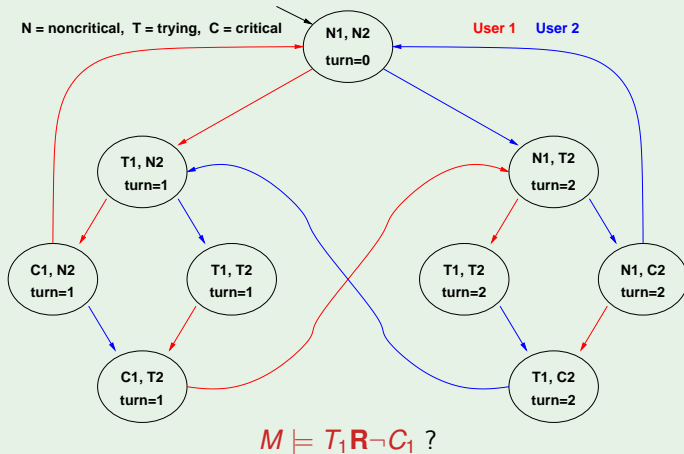 N = noncritical, T = trying, C = critical
User 1 User 2
N1, N2
turn=0
T1, N2
turn=1
N1, T2
turn=2
C1, N2
turn=1
T1, T2
turn=1
T1, T2
turn=2
N1, C2
turn=2
C1, T2
turn=1
T1, C2
turn=2
M ⊨ T₁R¬C₁ ?